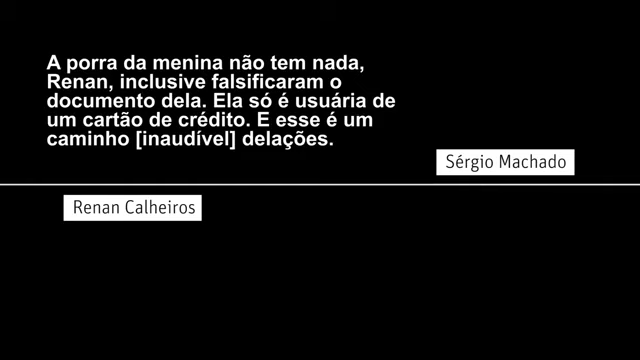 A porra da menina não tem nada,
Renan, inclusive falsificaram o
documento dela. Ela só é usuária de
um cartão de crédito. E esse é um
caminho [inaudível] delações.
Sérgio Machado
Renan Calheiros